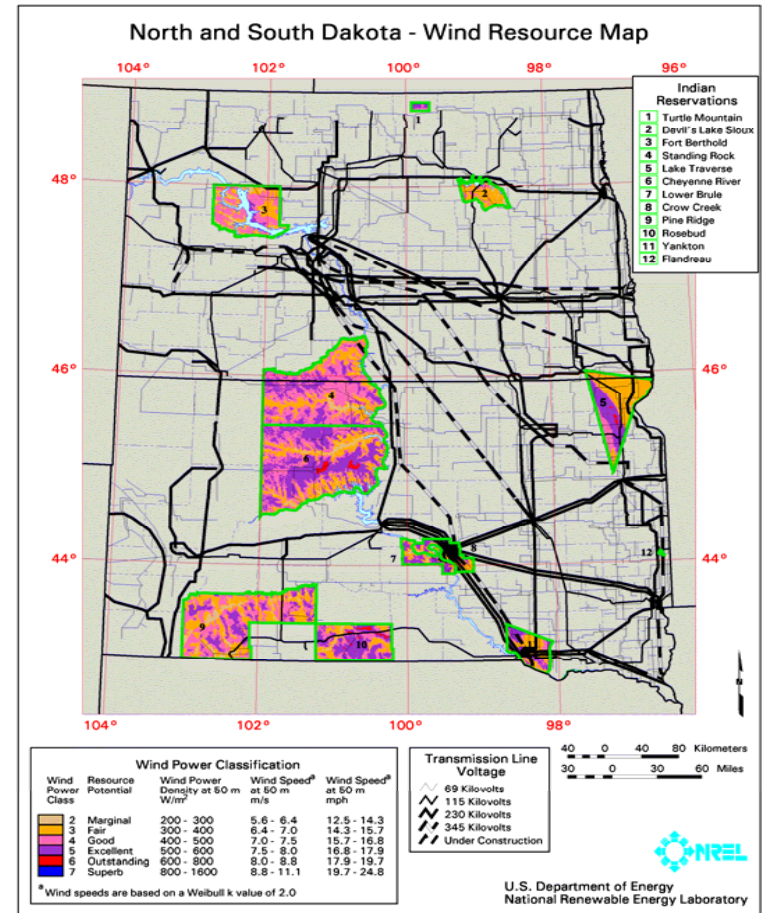 North and South Dakota - Wind Resource Map
104° 102° 100° 98° 96°
Indian
Reservations
1 Turtle Mountain
2 Devil's Lake Sioux
3 Fort Berthold
4 Standing Rock
5 Lake Traverse
6 Cheyenne River
7 Lower Brule
8 Crow Creek
9 Pine Ridge
10 Rosebud
11 Yankton
12 Flandreau
1
48°
2
3
46° 46°
4
5
6
44° 44°
7 8 12
9
10
N
104° 102° 100° 98°
Wind Power Classification
Wind Power Class
Resource Potential
Wind Power Density at 50 m W/m²
Wind Speedª at 50 m m/s
Wind Speedª at 50 m mph
2 Marginal 200 - 300 5.6 - 6.4 12.5 - 14.3
3 Fair 300 - 400 6.4 - 7.0 14.3 - 15.7
4 Good 400 - 500 7.0 - 7.5 15.7 - 16.8
5 Excellent 500 - 600 7.5 - 8.0 16.8 - 17.9
6 Outstanding 600 - 800 8.0 - 8.8 17.9 - 19.7
7 Superb 800 - 1600 8.8 - 11.1 19.7 - 24.8
ª Wind speeds are based on a Weibull k value of 2.0
Transmission Line
Voltage
69 Kilovolts
115 Kilovolts
230 Kilovolts
345 Kilovolts
Under Construction
40 0 40 80 Kilometers
30 0 30 60 Miles
NREL
U.S. Department of Energy
National Renewable Energy Laboratory